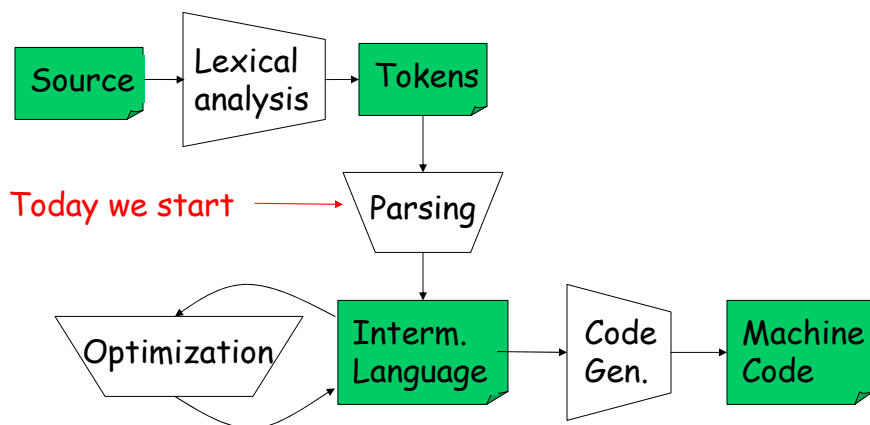 Source
Lexical
analysis
Tokens
Today we start
Parsing
Optimization
Interm.
Language
Code
Gen.
Machine
Code